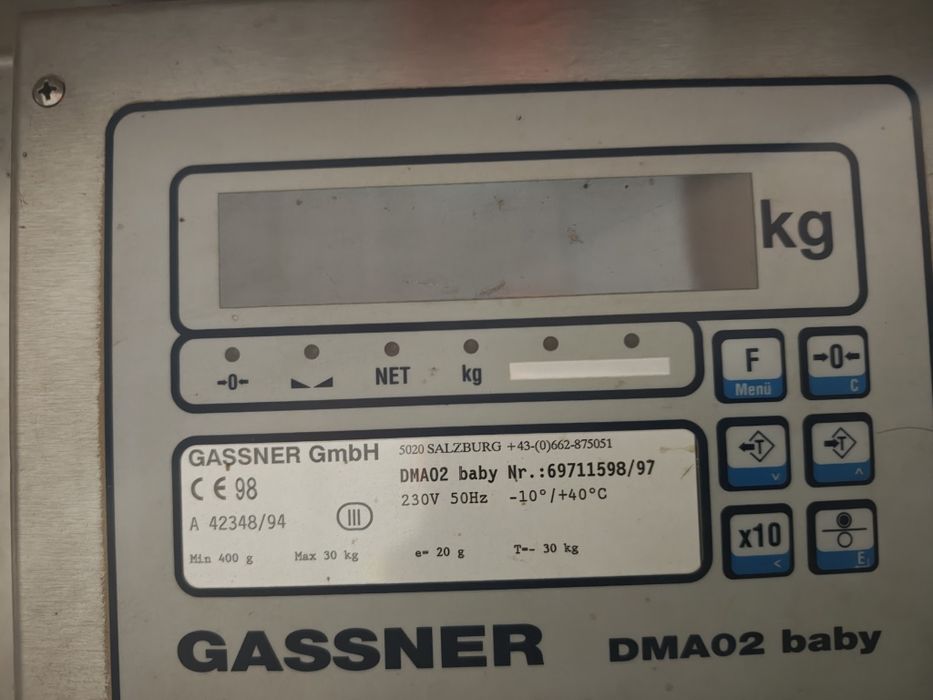 kg
→0←
NET
kg
F
Menü
→0←
C
GASSNER GmbH
5020 SALZBURG +43-(0)662-875051
DMA02 baby Nr.:69711598/97
CE 98
230V 50Hz -10°/+40°C
A 42348/94
III
Min 400 g Max 30 kg e= 20 g T=- 30 kg
←T
v
→T
^
x10
<
E
GASSNER DMA02 baby